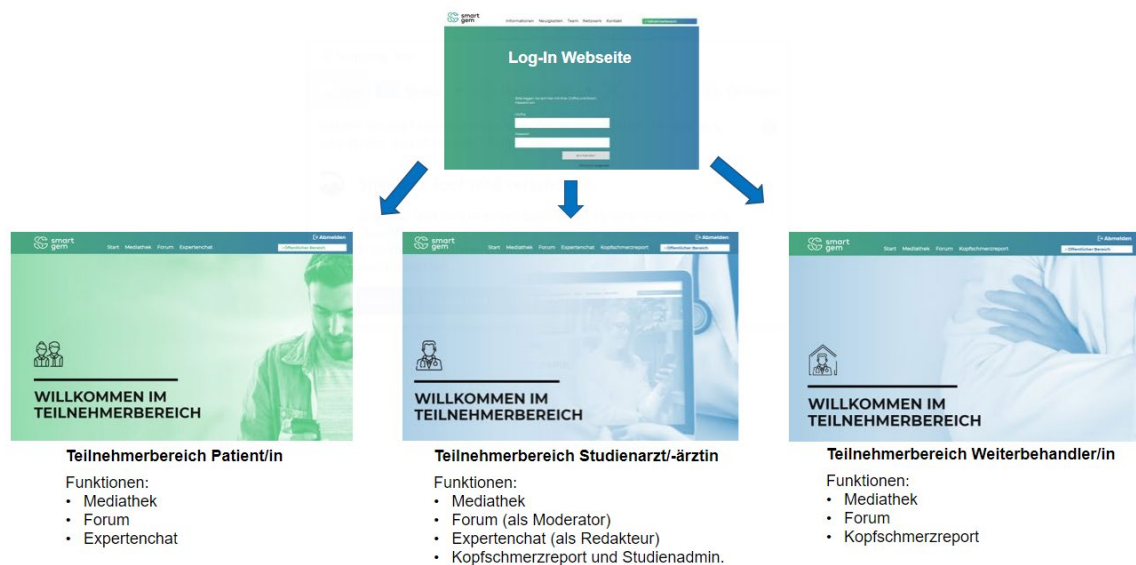 smart
gem
Informationen Neuigkeiten Team Netzwerk Kontakt
Log-In Webseite
smart
gem
Start Mediathek Forum Expertenchat
Abmelden
Öffentlicher Bereich
WILLKOMMEN IM
TEILNEHMERBEREICH
smart
gem
Start Mediathek Forum Expertenchat Kopfschmerzreport
Abmelden
Öffentlicher Bereich
WILLKOMMEN IM
TEILNEHMERBEREICH
smart
gem
Start Mediathek Forum Kopfschmerzreport
Abmelden
Öffentlicher Bereich
WILLKOMMEN IM
TEILNEHMERBEREICH
Teilnehmerbereich Patient/in
Funktionen:
• Mediathek
• Forum
• Expertenchat
Teilnehmerbereich Studienarzt/-ärztin
Funktionen:
• Mediathek
• Forum (als Moderator)
• Expertenchat (als Redakteur)
• Kopfschmerzreport und Studienadmin.
Teilnehmerbereich Weiterbehandler/in
Funktionen:
• Mediathek
• Forum
• Kopfschmerzreport